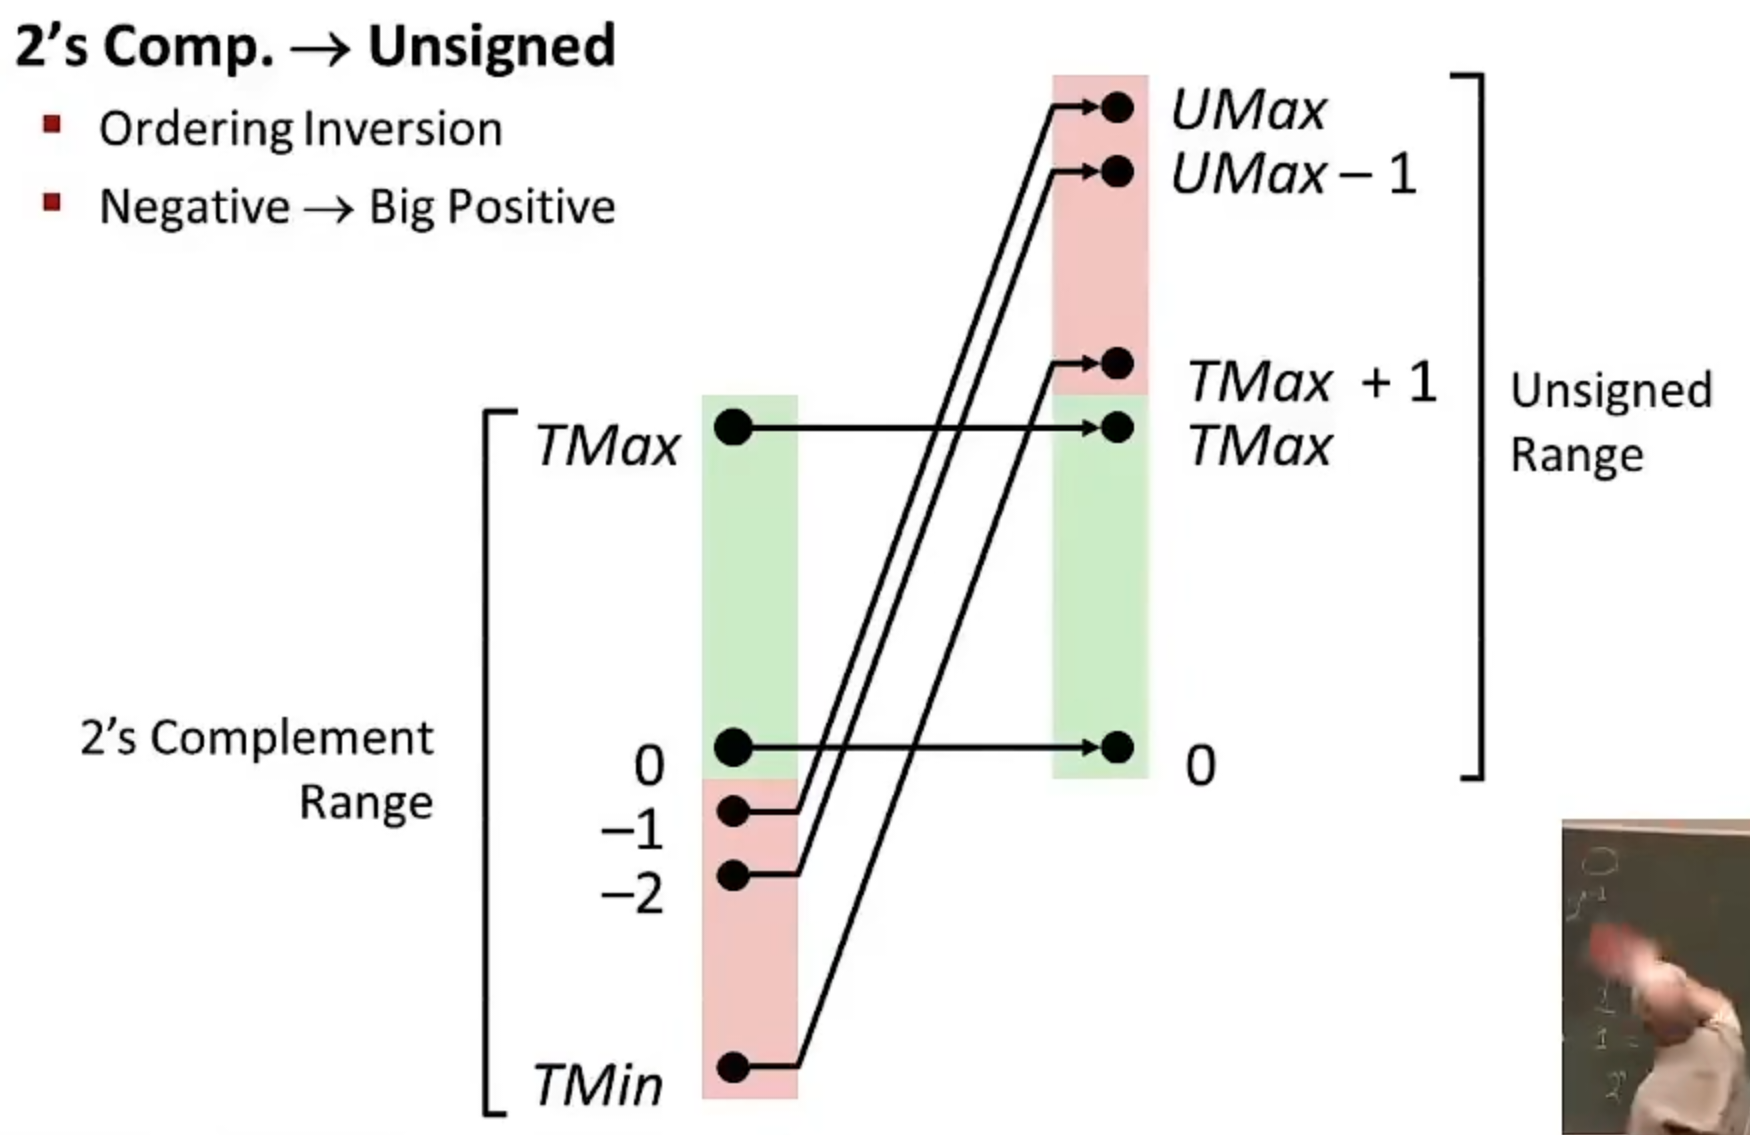 2’s Comp. → Unsigned
▪ Ordering Inversion
▪ Negative → Big Positive
UMax
UMax – 1
TMax + 1
TMax
Unsigned
Range
TMax
2’s Complement
Range
0
0
–1
–2
TMin